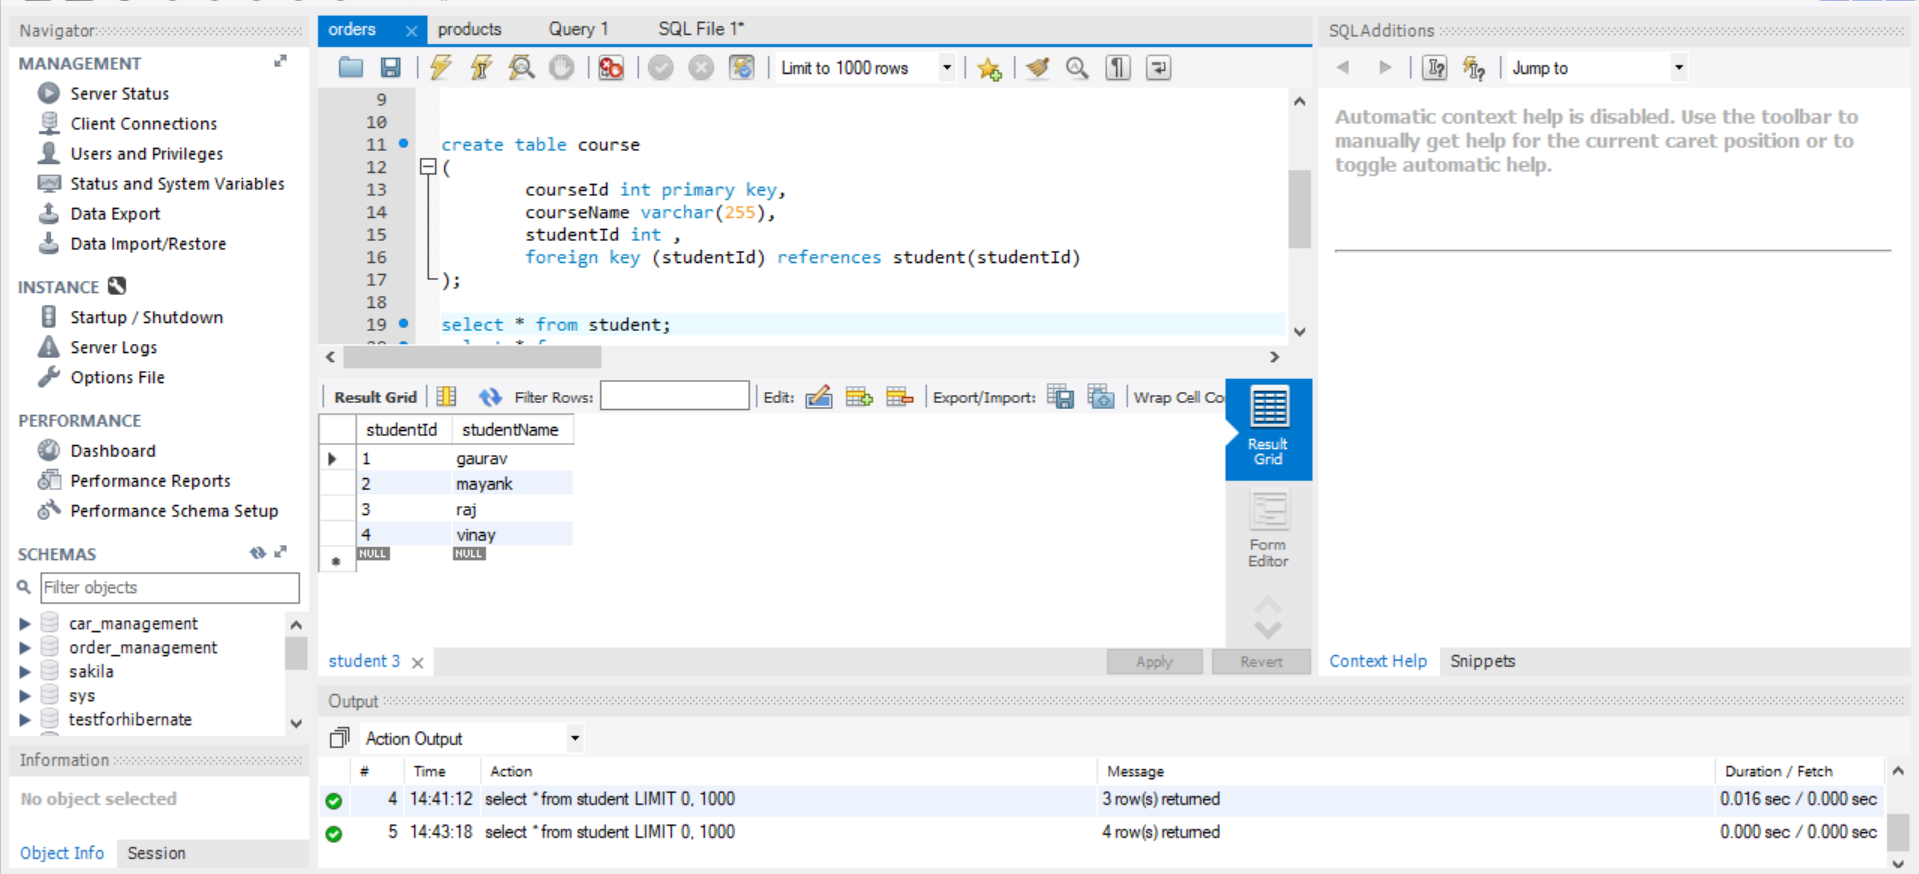 Navigator
MANAGEMENT
Server Status
Client Connections
Users and Privileges
Status and System Variables
Data Export
Data Import/Restore
INSTANCE
Startup / Shutdown
Server Logs
Options File
PERFORMANCE
Dashboard
Performance Reports
Performance Schema Setup
SCHEMAS
Filter objects
car_management
order_management
sakila
sys
testforhibernate
Information
No object selected
Object Info Session
orders products Query 1 SQL File 1*
Limit to 1000 rows
9
10
11 create table course
12 (
13 courseId int primary key,
14 courseName varchar(255),
15 studentId int ,
16 foreign key (studentId) references student(studentId)
17 );
18
19 select * from student;
Result Grid Filter Rows: Edit: Export/Import: Wrap Cell Co
studentId studentName
1 gaurav
2 mayank
3 raj
4 vinay
NULL NULL
Result
Grid
Form
Editor
student 3 Apply Revert
Output
Action Output
# Time Action Message Duration / Fetch
4 14:41:12 select * from student LIMIT 0, 1000 3 row(s) returned 0.016 sec / 0.000 sec
5 14:43:18 select * from student LIMIT 0, 1000 4 row(s) returned 0.000 sec / 0.000 sec
SQLAdditions
Jump to
Automatic context help is disabled. Use the toolbar to
manually get help for the current caret position or to
toggle automatic help.
Context Help Snippets